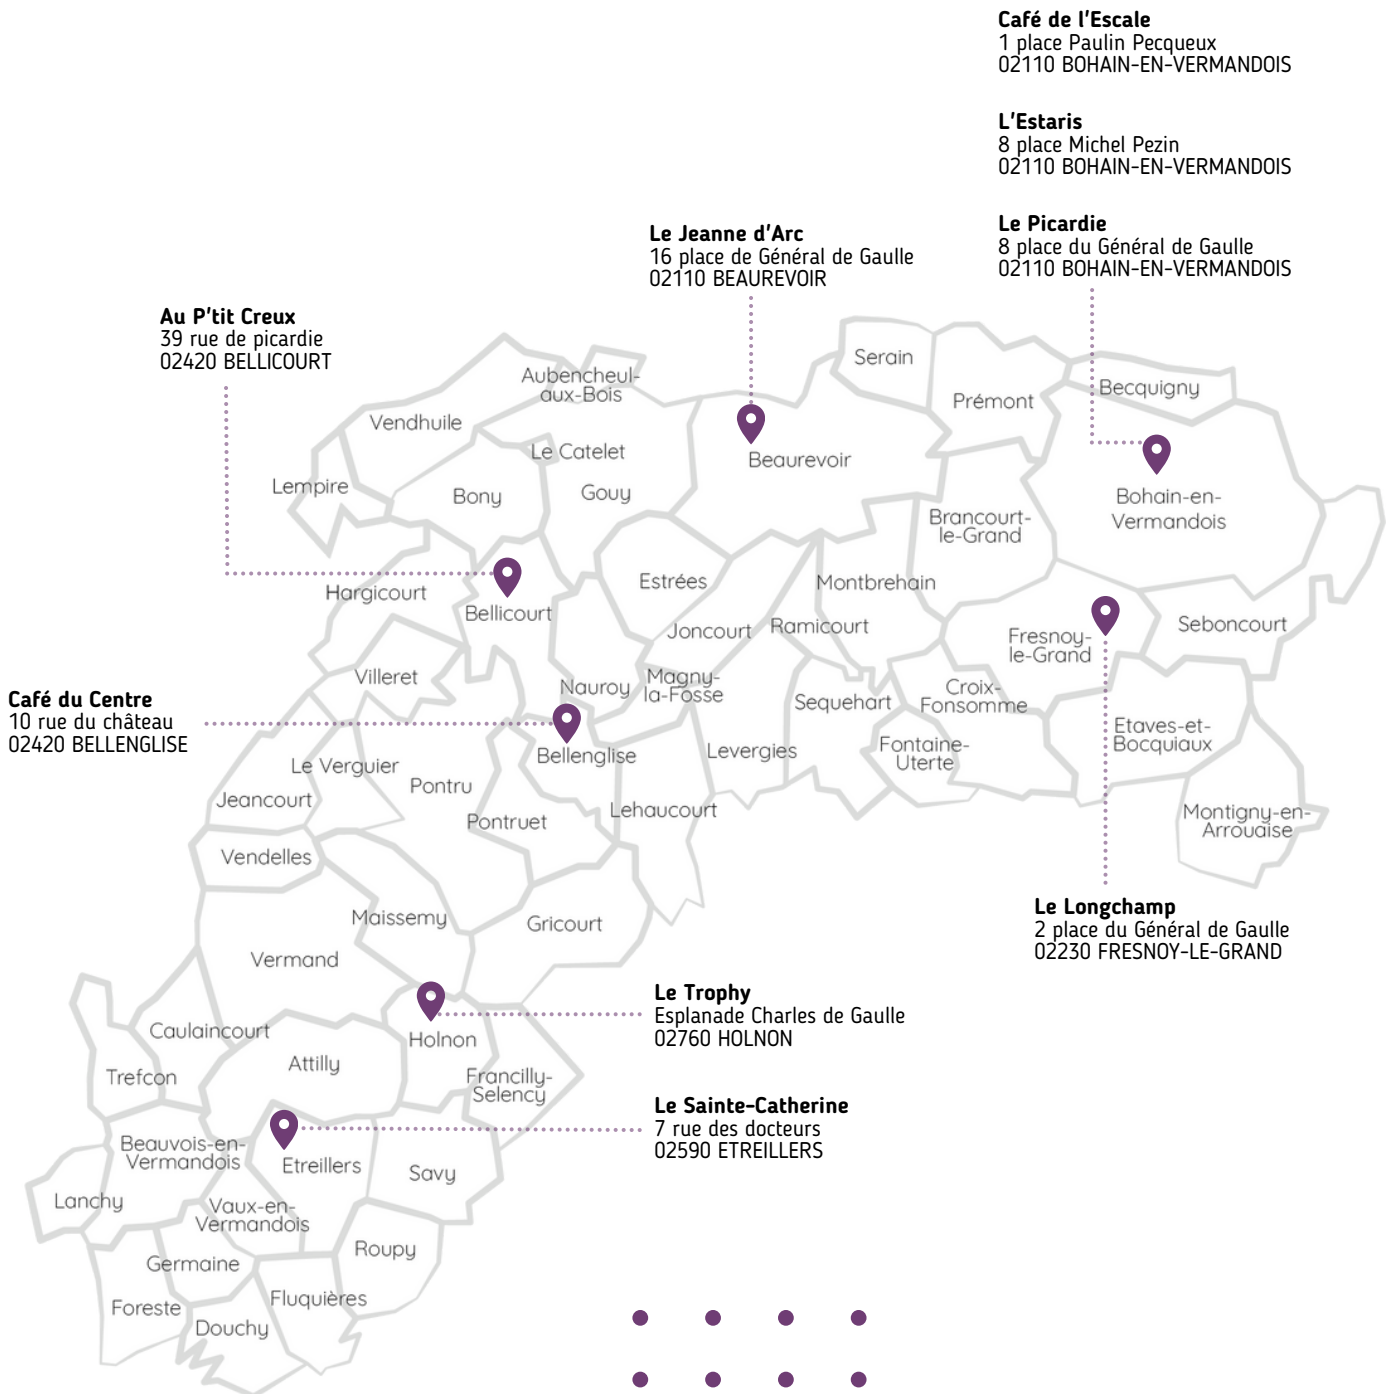 Café de l'Escale
1 place Paulin Pecqueux
02110 BOHAIN-EN-VERMANDOIS
L'Estaris
8 place Michel Pezin
02110 BOHAIN-EN-VERMANDOIS
Le Picardie
8 place du Général de Gaulle
02110 BOHAIN-EN-VERMANDOIS
Le Jeanne d'Arc
16 place de Général de Gaulle
02110 BEAUREVOIR
Au P'tit Creux
39 rue de picardie
02420 BELLICOURT
Serain
Aubencheul-
aux-Bois
Becquigny
Prémont
Vendhuile
Le Catelet
Beaurevoir
Lempire
Bony
Gouy
Bohain-en-
Vermandois
Brancourt-
le-Grand
Hargicourt
Estrées
Montbrehain
Bellicourt
Joncourt
Ramicourt
Seboncourt
Fresnoy-
le-Grand
Villeret
Nauroy
Magny-
la-Fosse
Sequehart
Croix-
Fonsomme
Café du Centre
10 rue du château
02420 BELLENGLISE
Etaves-et-
Bocquiaux
Bellenglise
Levergies
Fontaine-
Uterte
Le Verguier
Pontru
Jeancourt
Lehaucourt
Pontruet
Montigny-en-
Arrouaise
Vendelles
Maissemy
Gricourt
Le Longchamp
2 place du Général de Gaulle
02230 FRESNOY-LE-GRAND
Vermand
Le Trophy
Esplanade Charles de Gaulle
02760 HOLNON
Caulaincourt
Holnon
Attilly
Trefcon
Francilly-
Selency
Le Sainte-Catherine
7 rue des docteurs
02590 ETREILLERS
Beauvois-en-
Vermandois
Etreillers
Savy
Lanchy
Vaux-en-
Vermandois
Roupy
Germaine
Foreste
Fluquières
Douchy